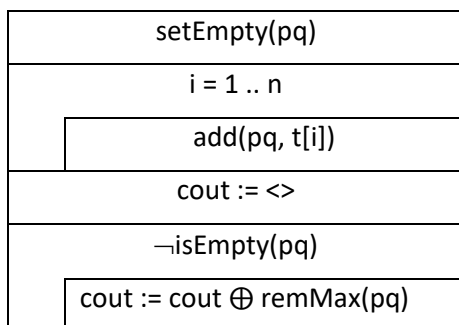 setEmpty(pq)
i = 1 .. n
add(pq, t[i])
cout := <>
¬isEmpty(pq)
cout := cout ⊕ remMax(pq)